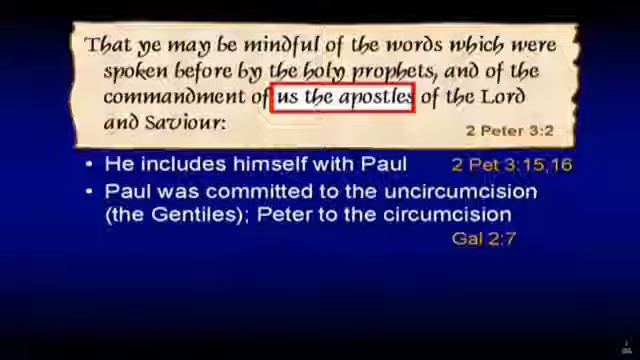 That ye may be mindful of the words which were
spoken before by the holy prophets, and of the
commandment of us the apostles of the Lord
and Saviour:
2 Peter 3:2
• He includes himself with Paul 2 Pet 3:15,16
• Paul was committed to the uncircumcision
(the Gentiles); Peter to the circumcision
Gal 2:7